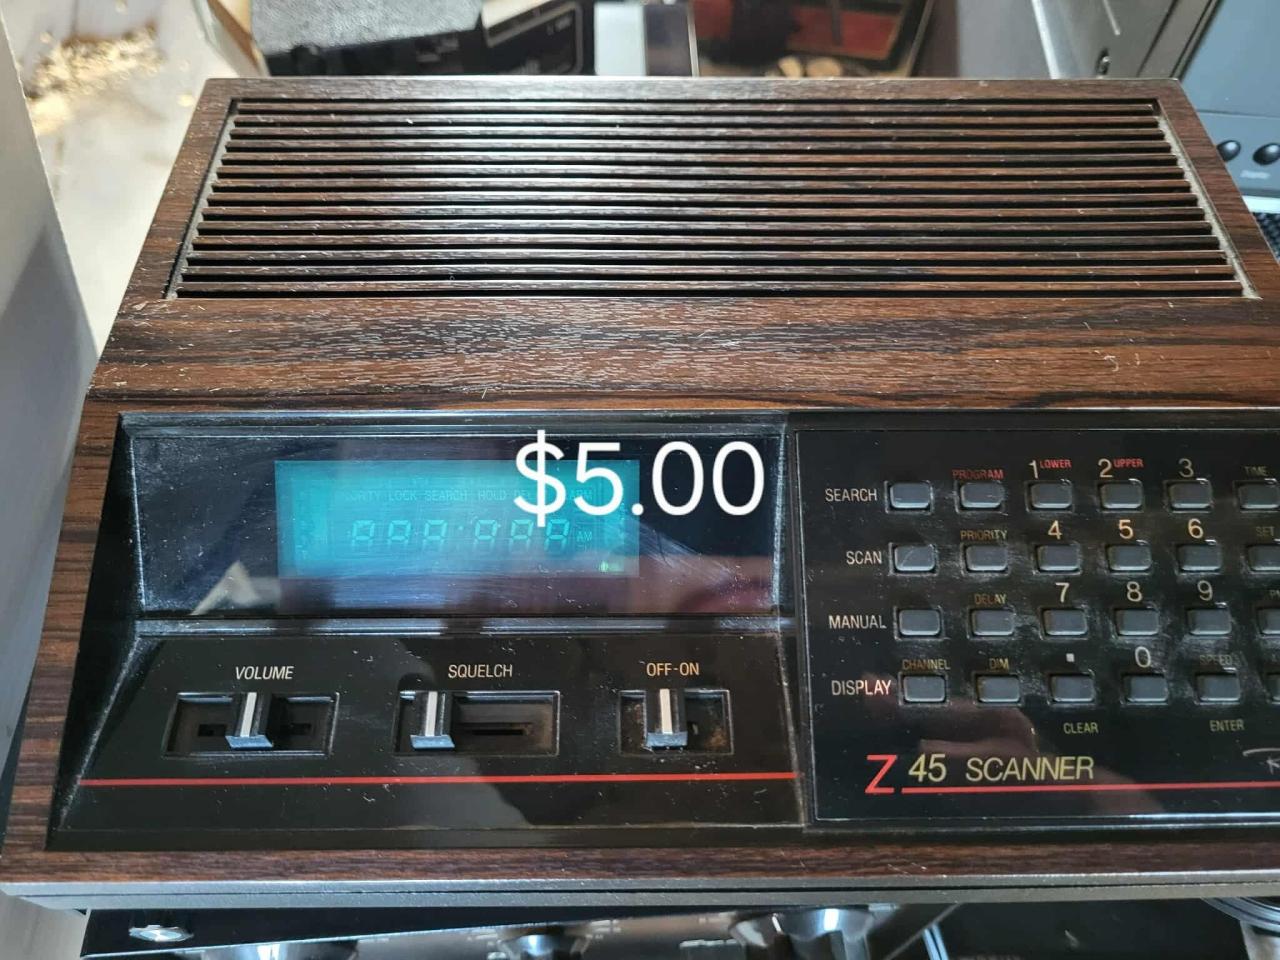 $5.00
LOCK SEARCH HOLD
AM
VOLUME SQUELCH OFF-ON
PROGRAM 1 LOWER 2 UPPER 3 TIME
SEARCH
PRIORITY 4 5 6 SET
SCAN
DELAY 7 8 9
MANUAL
CHANNEL DIM . 0 SPEED
DISPLAY
CLEAR ENTER
Z 45 SCANNER